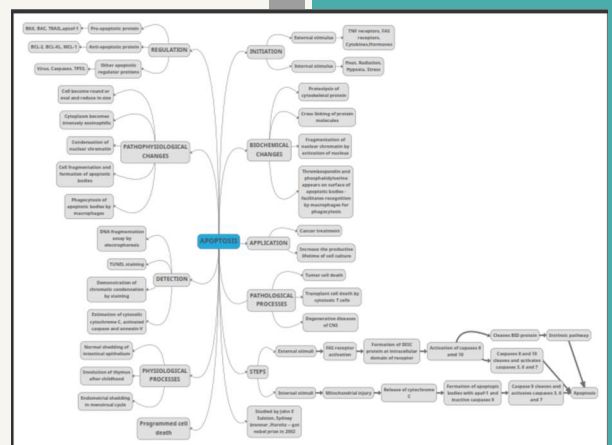 BAX, BAC, TRAIL,apaf-1
Pro-apoptotic protein
BCL-2, BCL-XL, MCL-1
Anti-apoptotic protein
Virus, Caspases, TP53,
Other apoptotic
regulator protiens
REGULATION
Cell become round or
oval and reduce in size
Cytoplasm becomes
intensely eosinophilic
Condensation of
nuclear chromatin
Cell fragmentation and
formation of apoptotic
bodies
Phagocytosis of
apoptotic bodies by
macrophages
PATHOPHYSIOLOGICAL
CHANGES
DNA fragmentation
assay by
electrophoresis
TUNEL staining
Demonstration of
chromatin condensation
by staining
Estimation of cytosolic
cytochrome C, activated
caspase and annexin V
DETECTION
Normal shedding of
intestinal epithelium
Involution of thymus
after childhood
Endometrial shedding
in menstrual cycle
PHYSIOLOGICAL
PROCESSES
Programmed cell
death
APOPTOSIS
INITIATION
External stimulus
TNF receptors, FAS
receptors,
Cytokines,Hormones
Internal stimulus
Heat, Radiation,
Hypoxia, Stress
BIOCHEMICAL
CHANGES
Proteolysis of
cytoskeletal protein
Cross linking of protein
molecules
Fragmentation of
nuclear chromatin by
activation of nuclease
Thrombospondin and
phosphatidylserine
appears on surface of
apoptotic bodies-
facilitates recognition
by macrophages for
phagocytosis
APPLICATION
Cancer treatment
Increase the productive
lifetime of cell culture
PATHOLOGICAL
PROCESSES
Tumor cell death
Transplant cell death by
cytotoxic T cells
Degenerative diseases
of CNS
STEPS
External stimuli
FAS receptor
activation
Formation of DISC
protein at intracellular
domain of receptor
Activation of capases 8
and 10
Cleaves BID protein
Intrinsic pathway
Caspases 8 and 10
cleaves and activates
caspases 3, 6 and 7
Internal stimuli
Mitochondrial injury
Release of cytochrome
C
Formation of apoptopic
bodies with apaf-1 and
inactive caspases 9
Caspase 9 cleaves and
activates caspases 3, 6
and 7
Apoptosis
Studied by John E
Sulston, Sydney
brenner
nobel prize in 2002